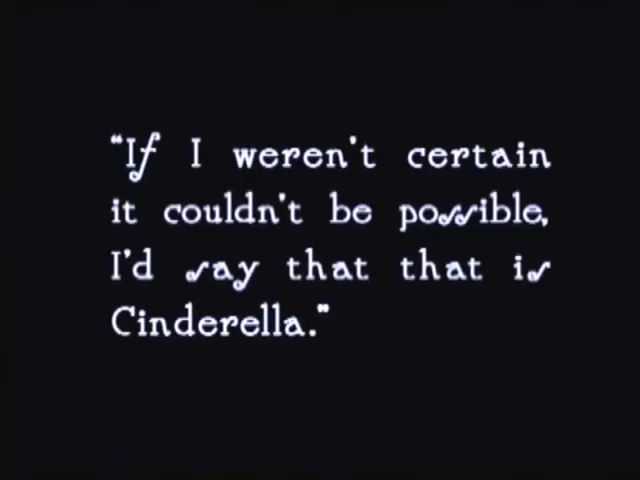 "If I weren't certain
it couldn't be possible,
I'd say that that is
Cinderella."